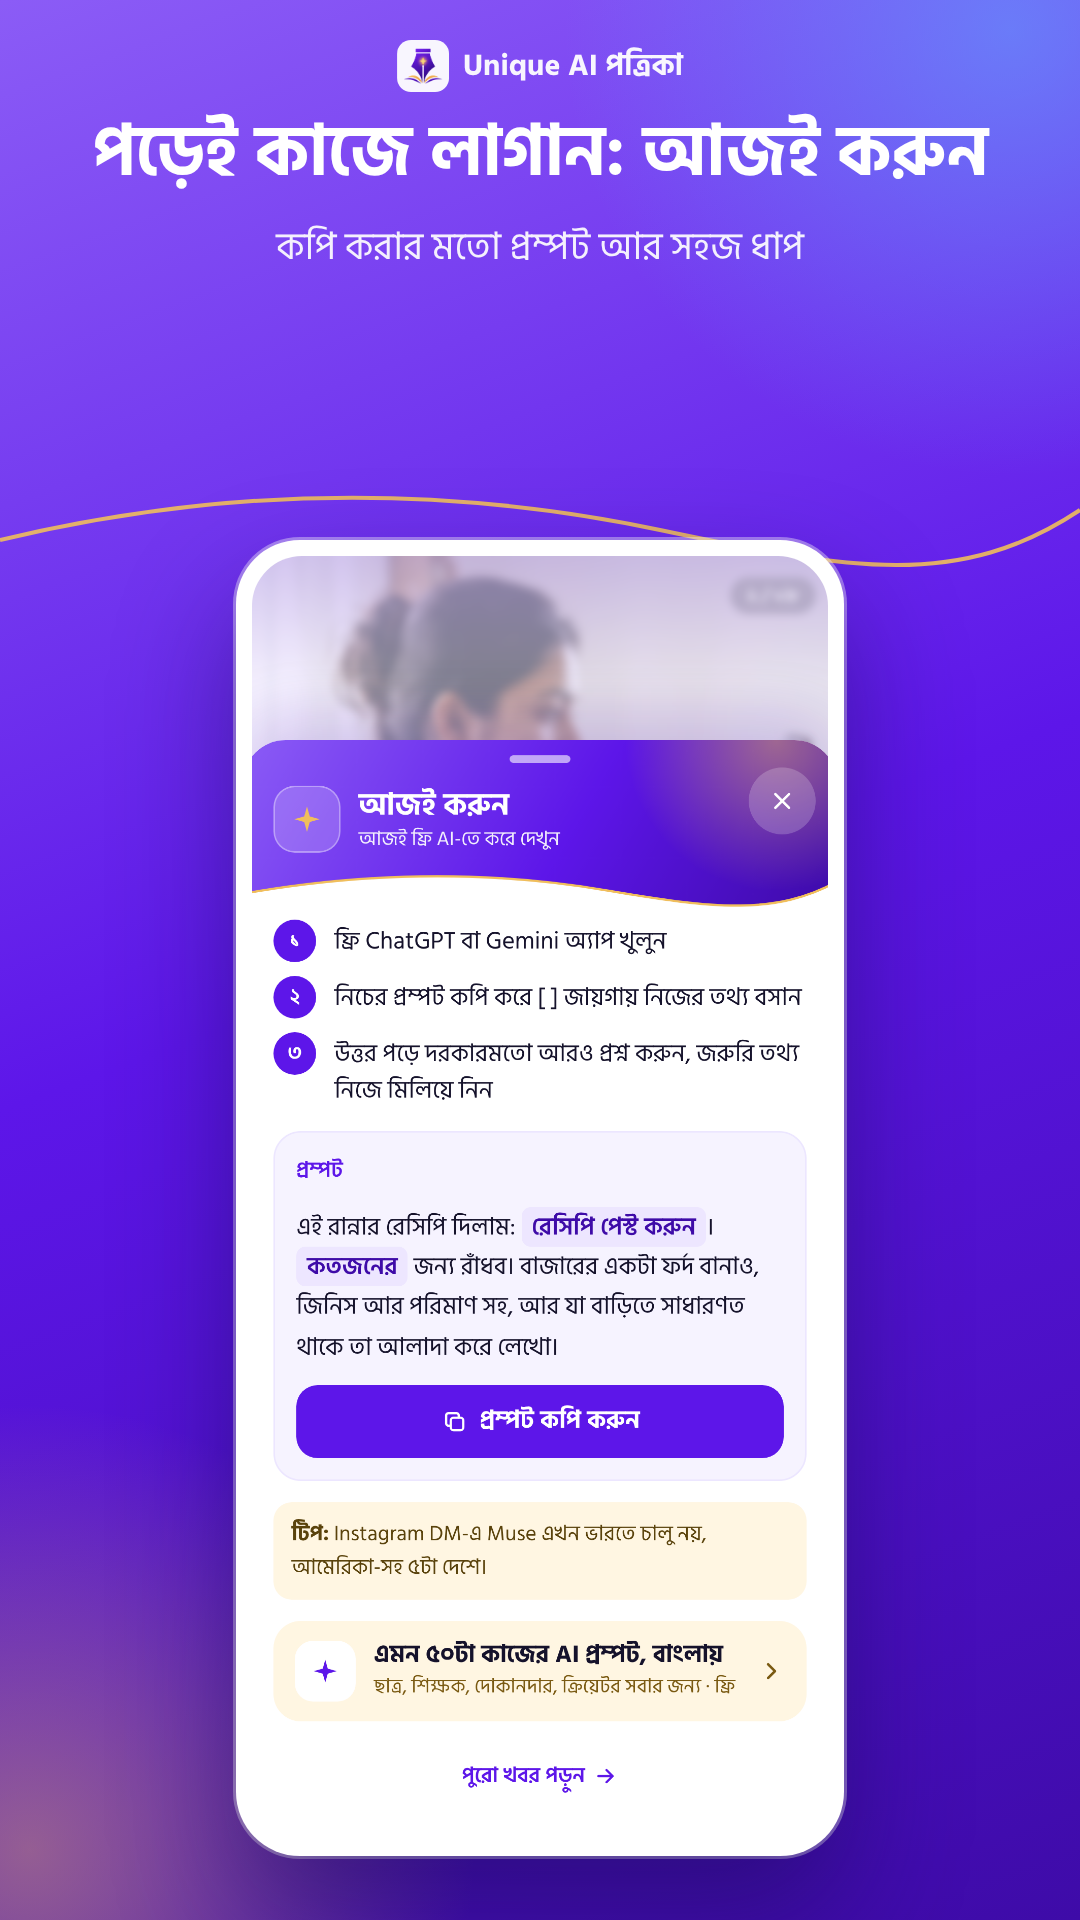 Unique AI পত্রিকা
পড়েই কাজে লাগান: আজই করুন
কপি করার মতো প্রম্পট আর সহজ ধাপ
আজই করুন
আজই ফ্রি AI-তে করে দেখুন
১ ফ্রি ChatGPT বা Gemini অ্যাপ খুলুন
২ নিচের প্রম্পট কপি করে [ ] জায়গায় নিজের তথ্য বসান
৩ উত্তর পড়ে দরকারমতো আরও প্রশ্ন করুন, জরুরি তথ্য
নিজে মিলিয়ে নিন
প্রম্পট
এই রান্নার রেসিপি দিলাম: রেসিপি পেস্ট করুন ।
কতজনের জন্য রাঁধব। বাজারের একটা ফর্দ বানাও,
জিনিস আর পরিমাণ সহ, আর যা বাড়িতে সাধারণত
থাকে তা আলাদা করে লেখো।
প্রম্পট কপি করুন
টিপ: Instagram DM-এ Muse এখন ভারতে চালু নয়,
আমেরিকা-সহ ৫টা দেশে।
এমন ৫০টা কাজের AI প্রম্পট, বাংলায়
ছাত্র, শিক্ষক, দোকানদার, ক্রিয়েটর সবার জন্য · ফ্রি
পুরো খবর পড়ুন →